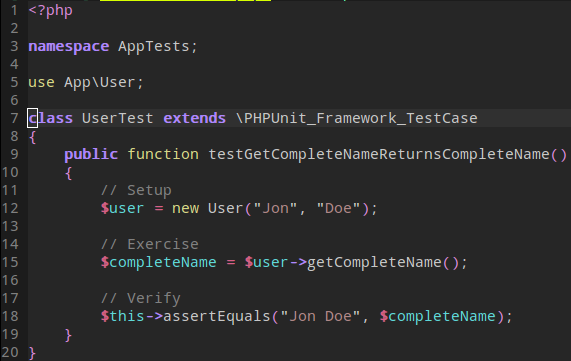 1 <?php
2
3 namespace AppTests;
4
5 use App\User;
6
7 class UserTest extends \PHPUnit_Framework_TestCase
8 {
9     public function testGetCompleteNameReturnsCompleteName()
10     {
11         // Setup
12         $user = new User("Jon", "Doe");
13
14         // Exercise
15         $completeName = $user->getCompleteName();
16
17         // Verify
18         $this->assertEquals("Jon Doe", $completeName);
19     }
20 }